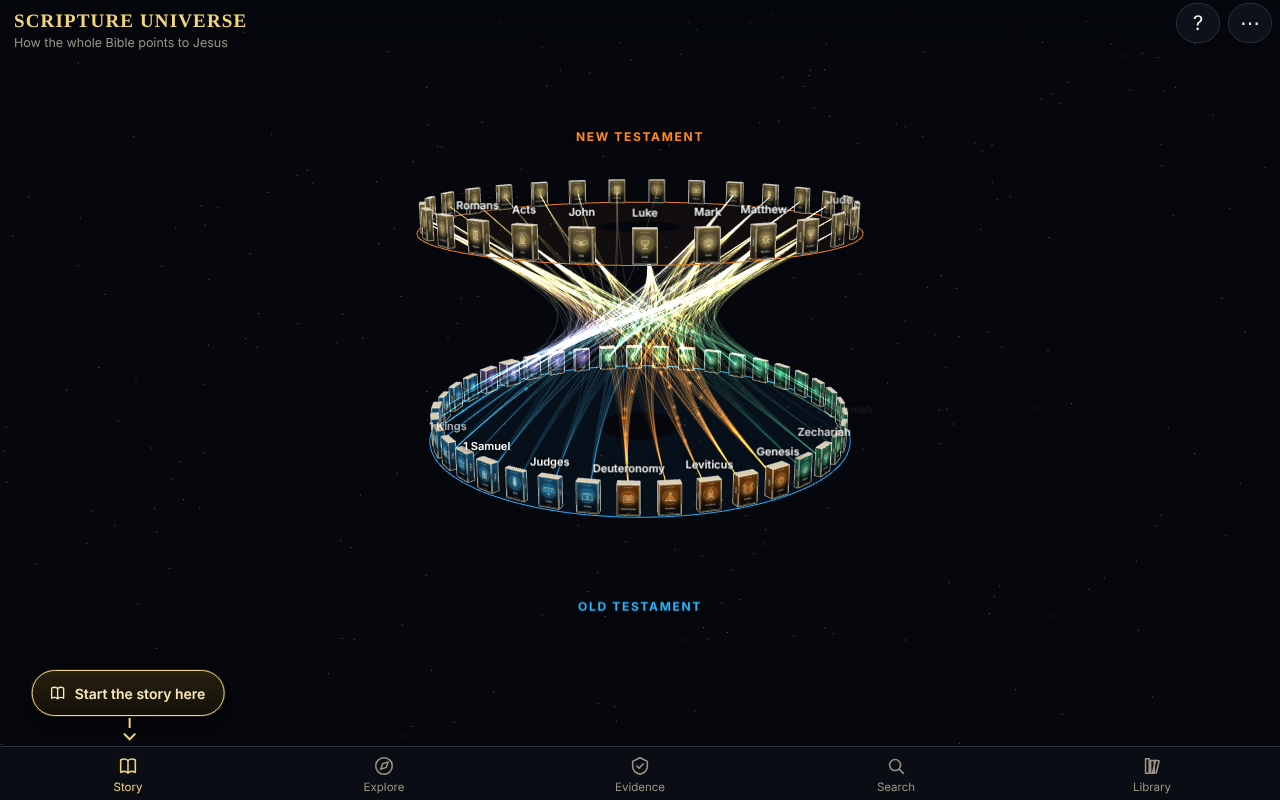 SCRIPTURE UNIVERSE
How the whole Bible points to Jesus
?
NEW TESTAMENT
Romans
Acts
John
Luke
Mark
Matthew
Jude
1 Kings
1 Samuel
Judges
Deuteronomy
Leviticus
Genesis
Zechariah
OLD TESTAMENT
Start the story here
Story
Explore
Evidence
Search
Library